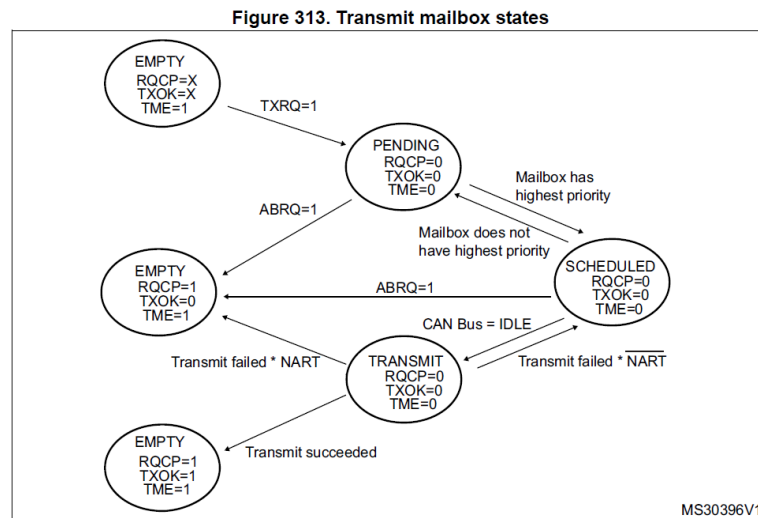 Figure 313. Transmit mailbox states
EMPTY
RQCP=X
TXOK=X
TME=1
TXRQ=1
PENDING
RQCP=0
TXOK=0
TME=0
Mailbox has
highest priority
ABRQ=1
Mailbox does not
have highest priority
EMPTY
RQCP=1
TXOK=0
TME=1
ABRQ=1
SCHEDULED
RQCP=0
TXOK=0
TME=0
CAN Bus = IDLE
Transmit failed * NART
TRANSMIT
RQCP=0
TXOK=0
TME=0
Transmit failed * N̅A̅R̅T̅
EMPTY
RQCP=1
TXOK=1
TME=1
Transmit succeeded
MS30396V1